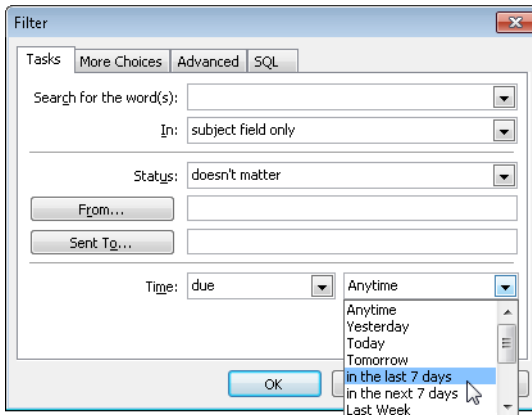 Filter
Tasks More Choices Advanced SQL
Search for the word(s):
In: subject field only
Status: doesn't matter
From...
Sent To...
Time: due Anytime
Anytime
Yesterday
Today
Tomorrow
in the last 7 days
OK
in the next 7 days
Last Week